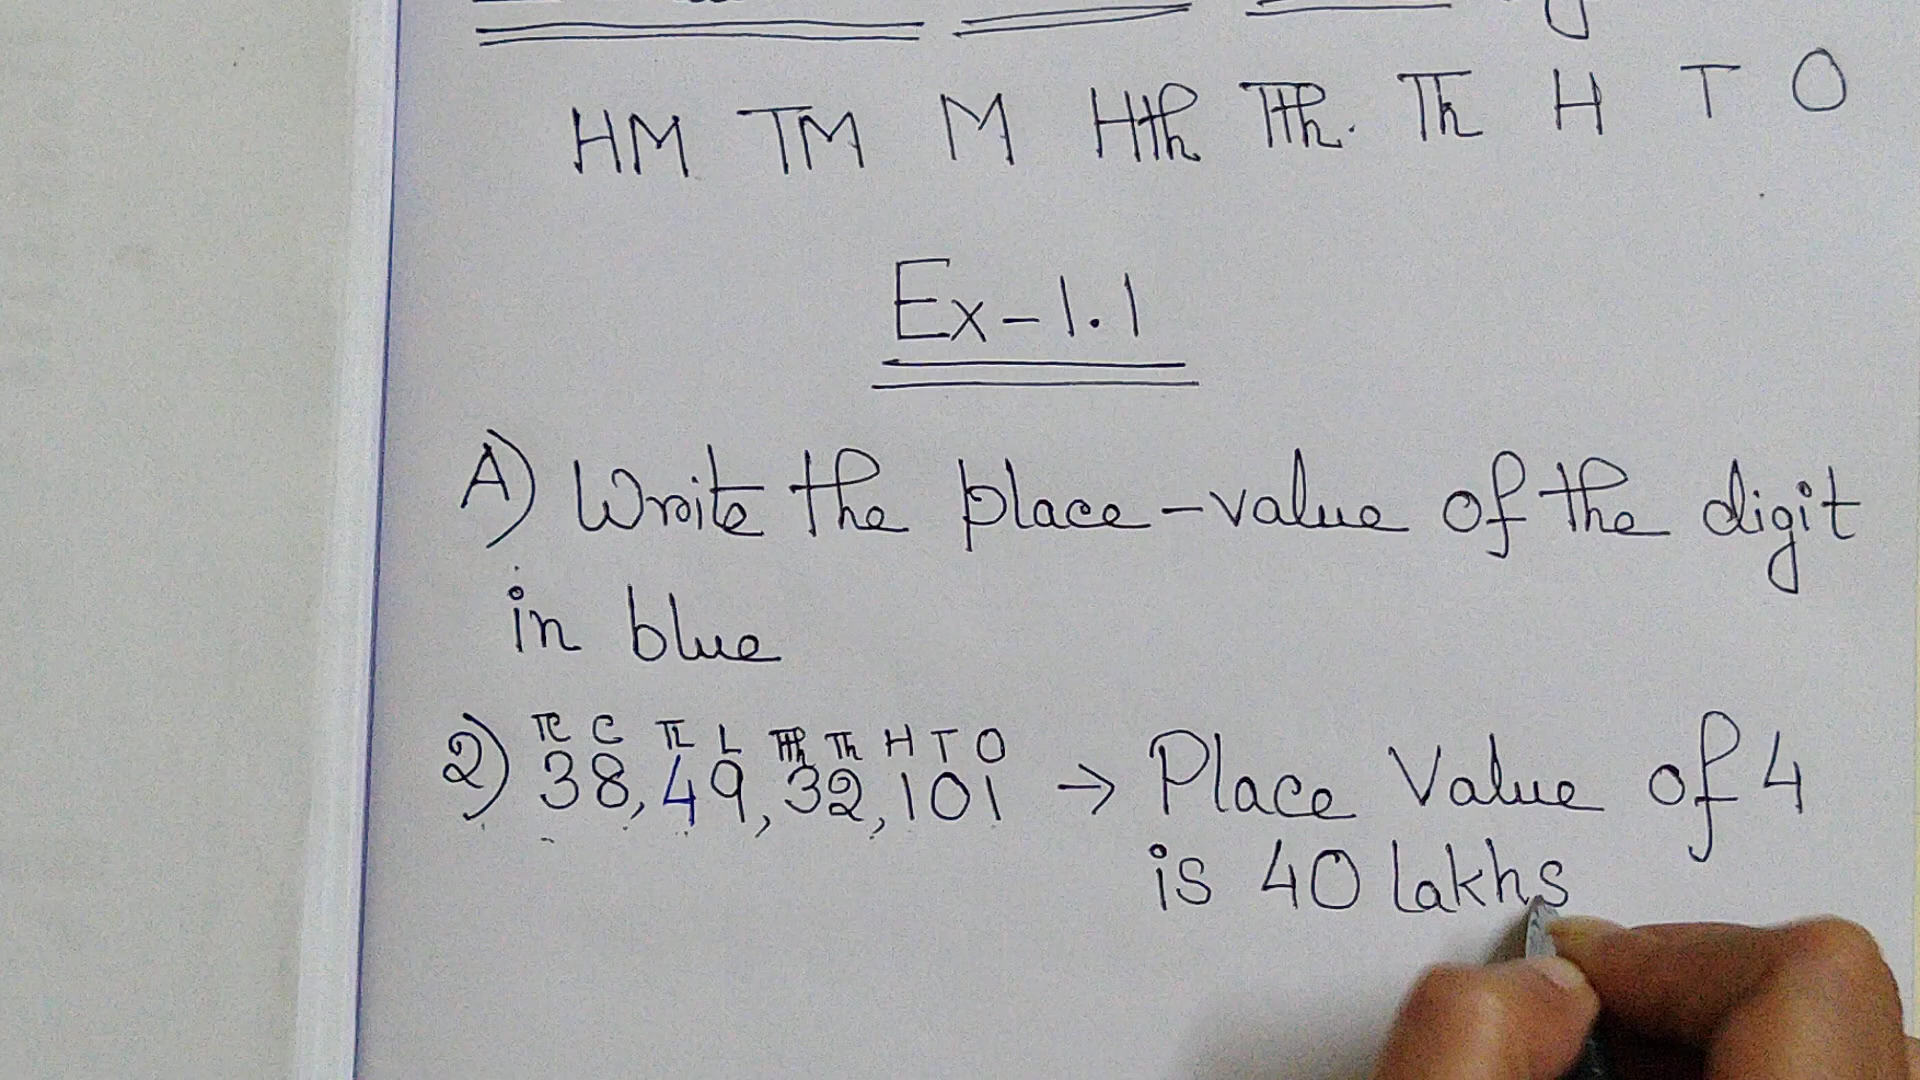 HM TM M Hth Tth. Th H T O
Ex-1.1
A) Write the place-value of the digit
in blue
TC C TL L Tth Th H T O
2) 38,49,32,101 → Place Value of 4
is 40 lakhs